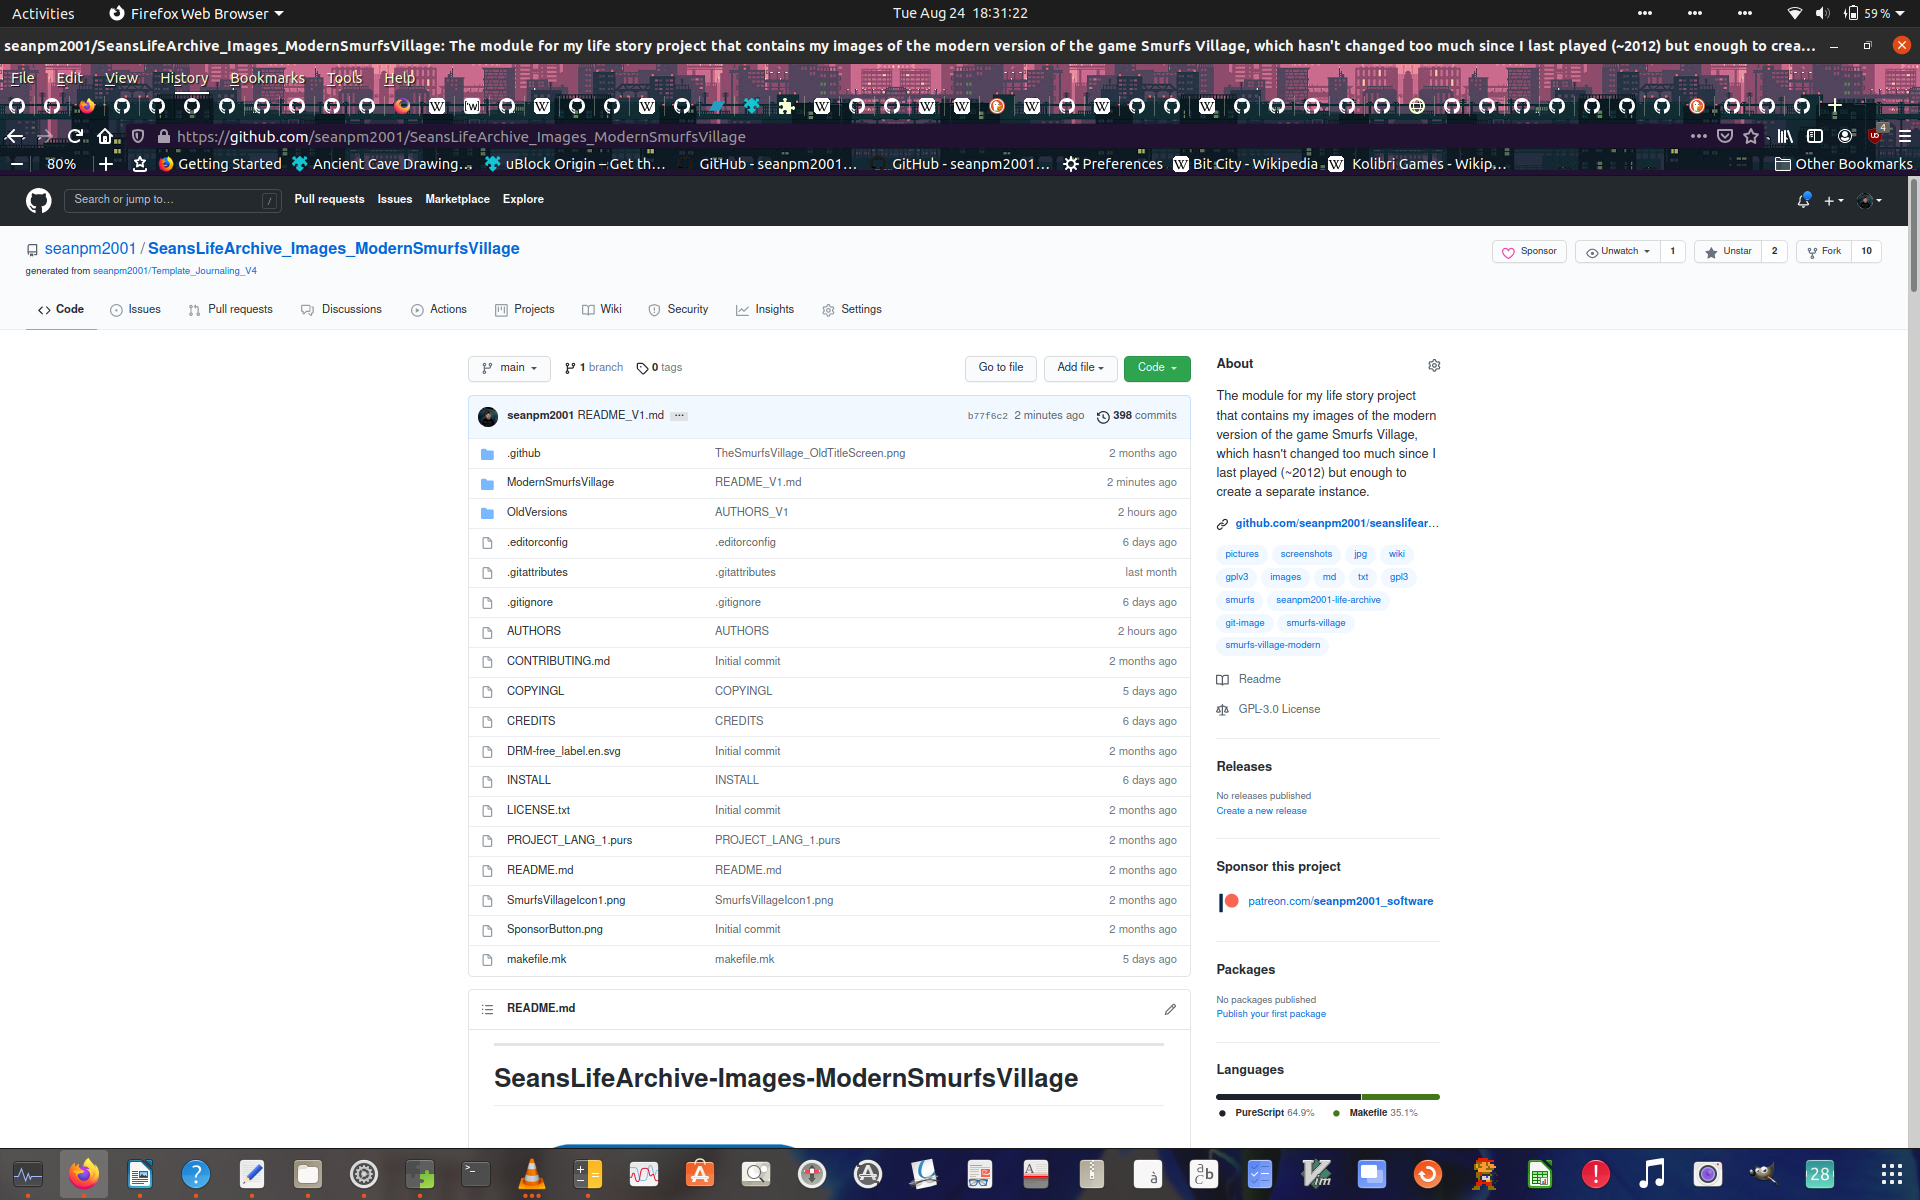 Activities Firefox Web Browser Tue Aug 24 18:31:22 59 %
seanpm2001/SeansLifeArchive_Images_ModernSmurfsVillage: The module for my life story project that contains my images of the modern version of the game Smurfs Village, which hasn't changed too much since I last played (~2012) but enough to crea…
File Edit View History Bookmarks Tools Help
https://github.com/seanpm2001/SeansLifeArchive_Images_ModernSmurfsVillage 4
80% Getting Started Ancient Cave Drawing… uBlock Origin – Get th… GitHub - seanpm2001… GitHub - seanpm2001… Preferences Bit City - Wikipedia Kolibri Games - Wikip… Other Bookmarks
Search or jump to… / Pull requests Issues Marketplace Explore
seanpm2001 / SeansLifeArchive_Images_ModernSmurfsVillage Sponsor Unwatch 1 Unstar 2 Fork 10
generated from seanpm2001/Template_Journaling_V4
Code Issues Pull requests Discussions Actions Projects Wiki Security Insights Settings
main 1 branch 0 tags Go to file Add file Code
seanpm2001 README_V1.md … b77f6c2 2 minutes ago 398 commits
.github TheSmurfsVillage_OldTitleScreen.png 2 months ago
ModernSmurfsVillage README_V1.md 2 minutes ago
OldVersions AUTHORS_V1 2 hours ago
.editorconfig .editorconfig 6 days ago
.gitattributes .gitattributes last month
.gitignore .gitignore 6 days ago
AUTHORS AUTHORS 2 hours ago
CONTRIBUTING.md Initial commit 2 months ago
COPYINGL COPYINGL 5 days ago
CREDITS CREDITS 6 days ago
DRM-free_label.en.svg Initial commit 2 months ago
INSTALL INSTALL 6 days ago
LICENSE.txt Initial commit 2 months ago
PROJECT_LANG_1.purs PROJECT_LANG_1.purs 2 months ago
README.md README.md 2 months ago
SmurfsVillageIcon1.png SmurfsVillageIcon1.png 2 months ago
SponsorButton.png Initial commit 2 months ago
makefile.mk makefile.mk 5 days ago
README.md
SeansLifeArchive-Images-ModernSmurfsVillage
About
The module for my life story project
that contains my images of the modern
version of the game Smurfs Village,
which hasn't changed too much since I
last played (~2012) but enough to
create a separate instance.
github.com/seanpm2001/seanslifear…
pictures screenshots jpg wiki
gplv3 images md txt gpl3
smurfs seanpm2001-life-archive
git-image smurfs-village
smurfs-village-modern
Readme
GPL-3.0 License
Releases
No releases published
Create a new release
Sponsor this project
patreon.com/seanpm2001_software
Packages
No packages published
Publish your first package
Languages
PureScript 64.9% Makefile 35.1%
28